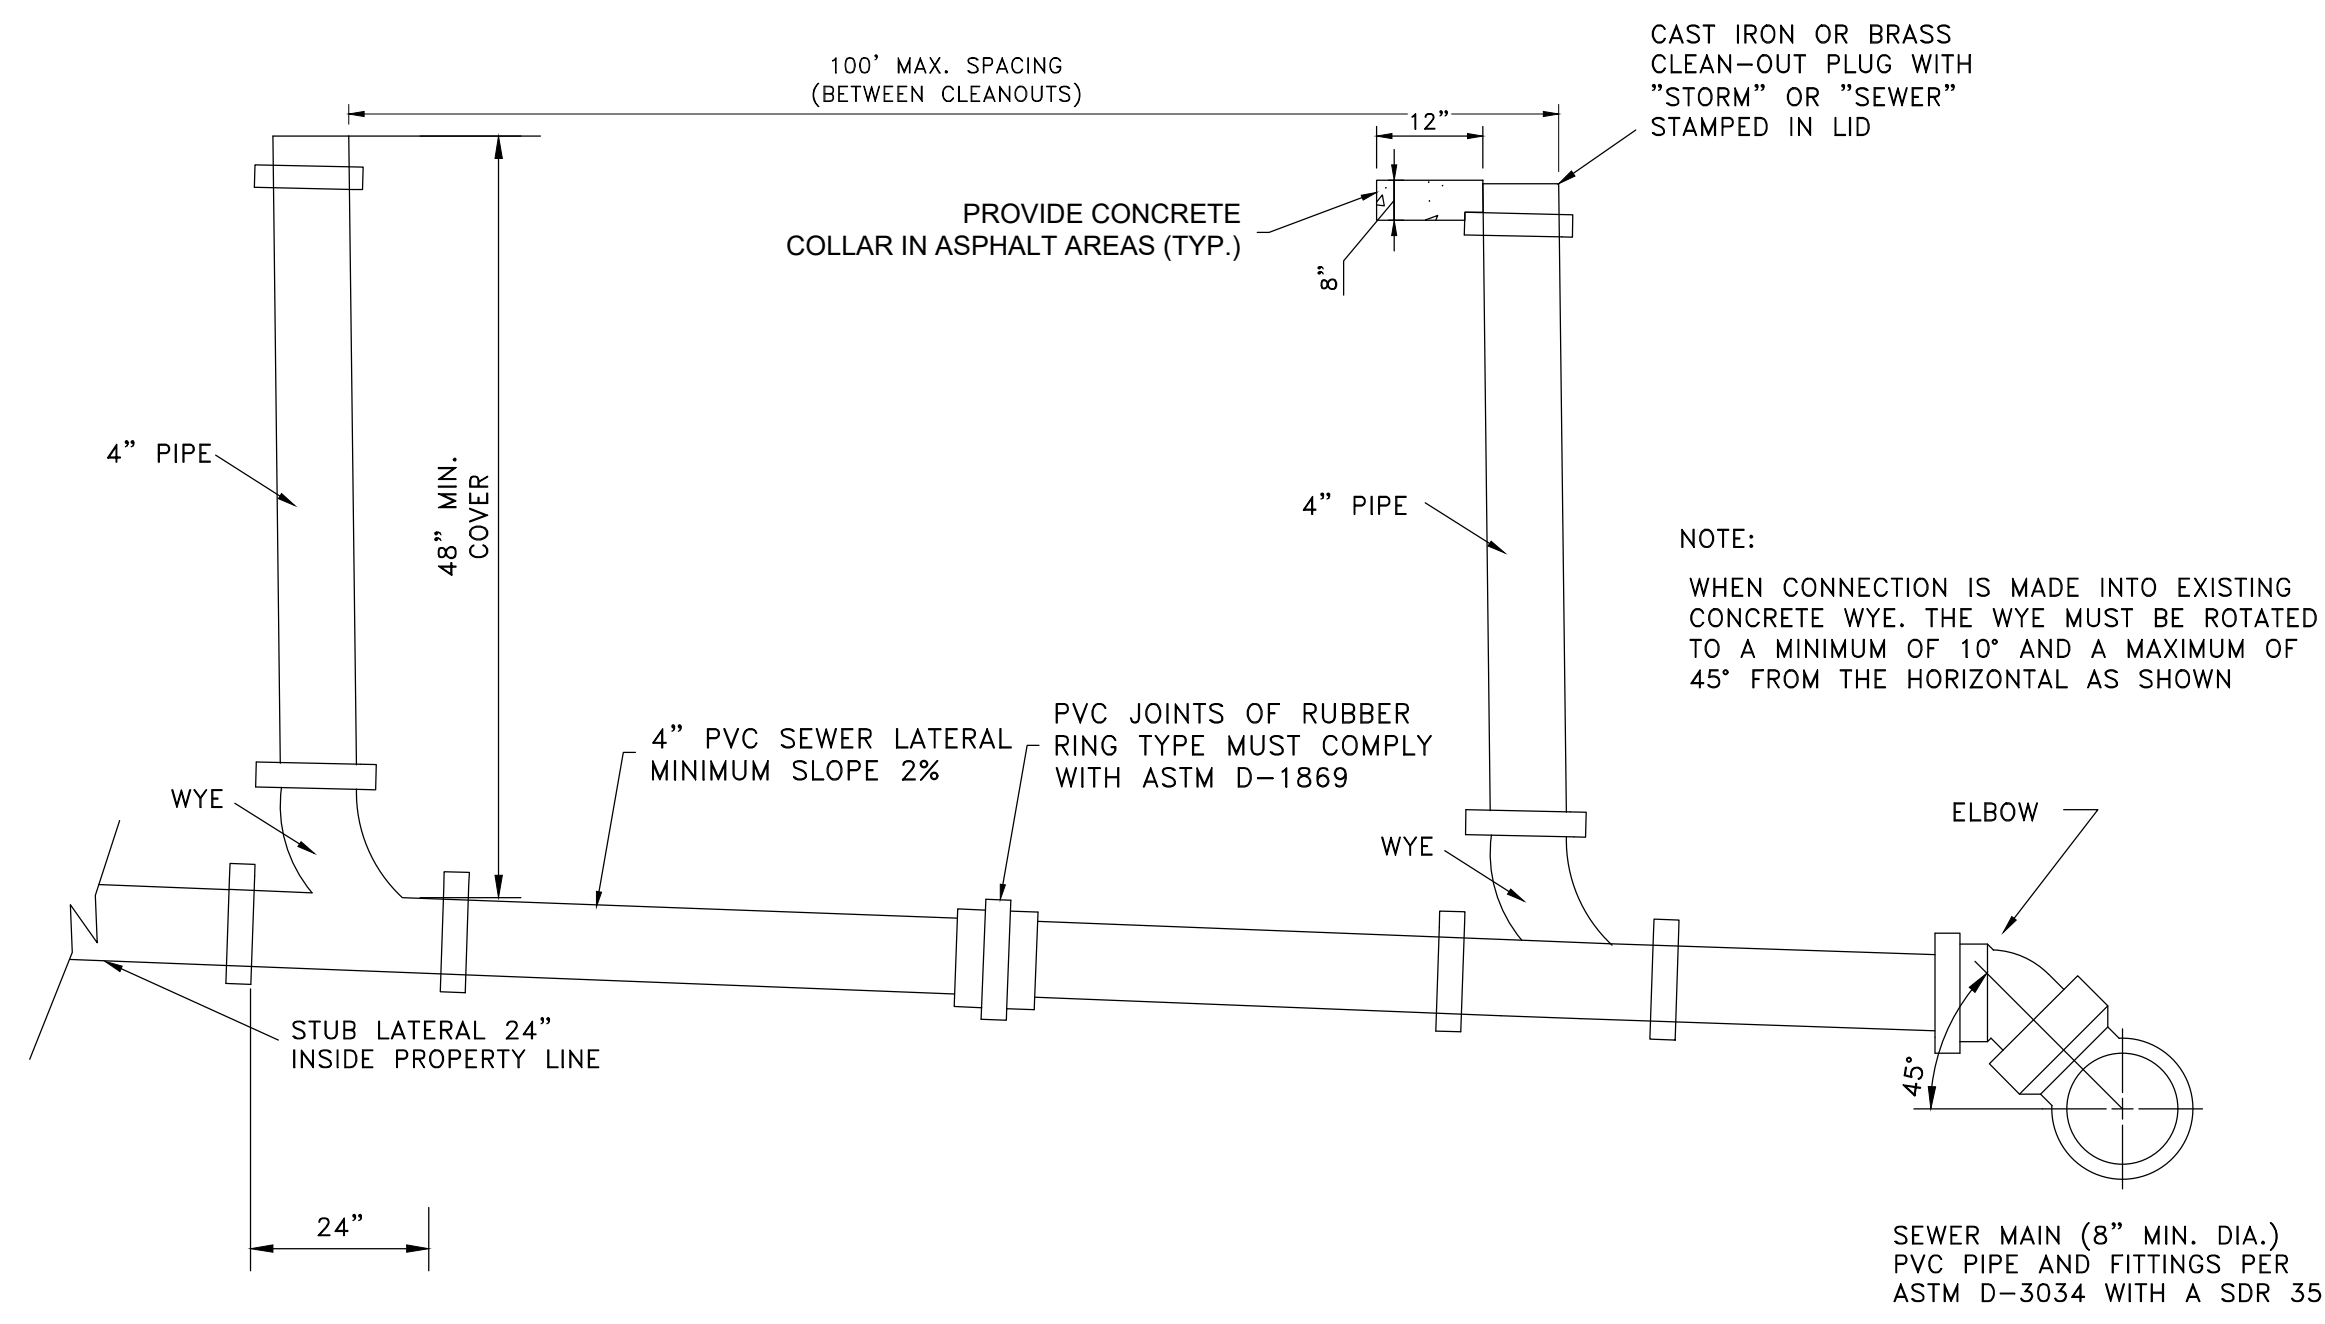 CAST IRON OR BRASS
CLEAN-OUT PLUG WITH
"STORM" OR "SEWER"
STAMPED IN LID
100' MAX. SPACING
(BETWEEN CLEANOUTS)
12"
PROVIDE CONCRETE
COLLAR IN ASPHALT AREAS (TYP.)
8"
4" PIPE
48" MIN.
COVER
4" PIPE
NOTE:
WHEN CONNECTION IS MADE INTO EXISTING
CONCRETE WYE. THE WYE MUST BE ROTATED
TO A MINIMUM OF 10° AND A MAXIMUM OF
45° FROM THE HORIZONTAL AS SHOWN
4" PVC SEWER LATERAL
MINIMUM SLOPE 2%
PVC JOINTS OF RUBBER
RING TYPE MUST COMPLY
WITH ASTM D-1869
WYE
WYE
ELBOW
STUB LATERAL 24"
INSIDE PROPERTY LINE
45°
24"
SEWER MAIN (8" MIN. DIA.)
PVC PIPE AND FITTINGS PER
ASTM D-3034 WITH A SDR 35